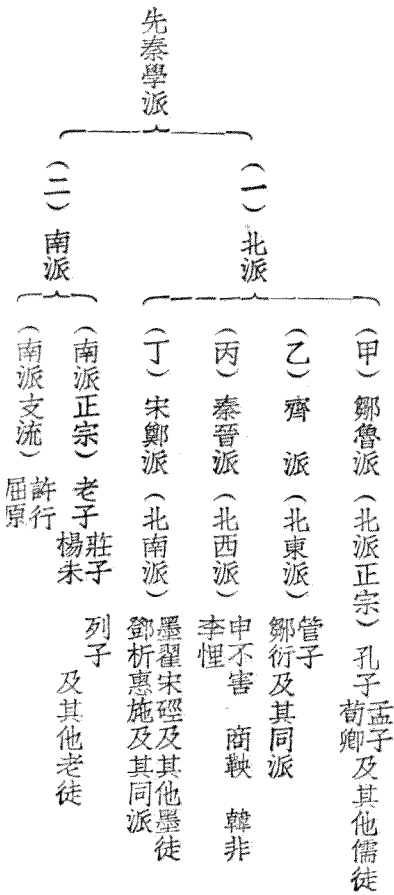 先秦學派
（一）北派
（甲）鄒魯派（北派正宗）孔子 孟子 荀卿 及其他儒徒
（乙）齊 派（北東派）管子 鄒衍及其同派
（丙）秦晉派（北西派）申不害 商鞅 韓非 李悝
（丁）宋鄭派（北南派）墨翟宋硜及其他墨徒 鄧析惠施及其同派
（二）南派
（南派正宗）老子 莊子 列子 楊朱 及其他老徒
（南派支流）許行 屈原